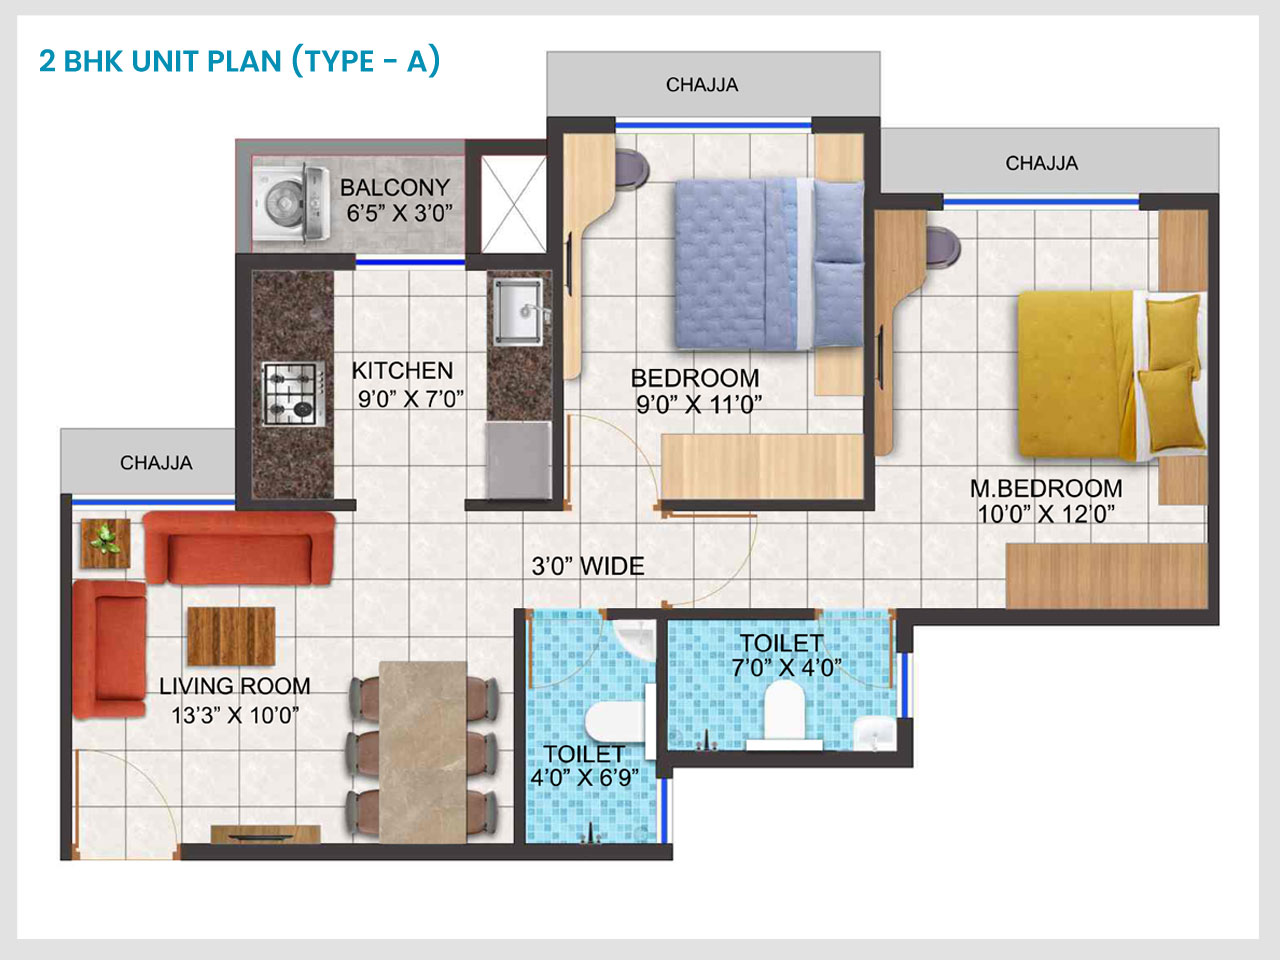 2 BHK UNIT PLAN (TYPE - A)
CHAJJA
CHAJJA
BALCONY
6'5" X 3'0"
KITCHEN
9'0" X 7'0"
BEDROOM
9'0" X 11'0"
CHAJJA
M.BEDROOM
10'0" X 12'0"
3'0" WIDE
TOILET
7'0" X 4'0"
LIVING ROOM
13'3" X 10'0"
TOILET
4'0" X 6'9"